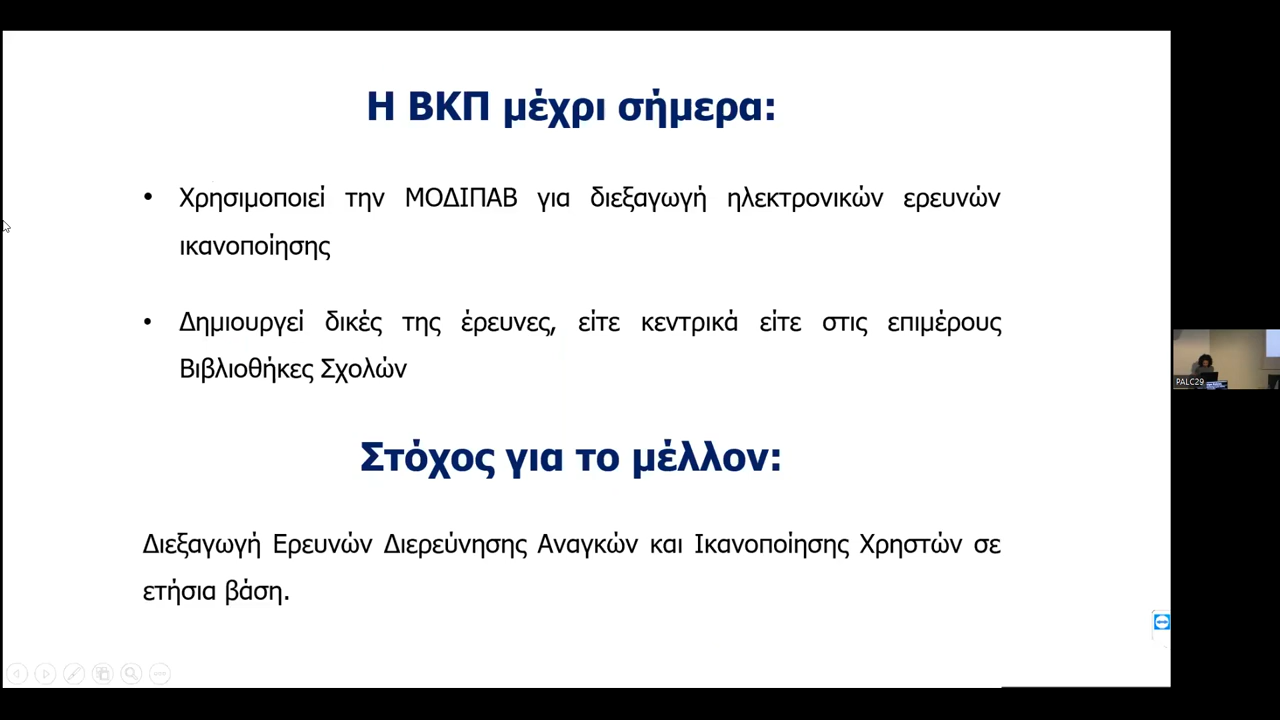 Η ΒΚΠ μέχρι σήμερα:
• Χρησιμοποιεί την ΜΟΔΙΠΑΒ για διεξαγωγή ηλεκτρονικών ερευνών
ικανοποίησης
• Δημιουργεί δικές της έρευνες, είτε κεντρικά είτε στις επιμέρους
Βιβλιοθήκες Σχολών
PALC29
Στόχος για το μέλλον:
Διεξαγωγή Ερευνών Διερεύνησης Αναγκών και Ικανοποίησης Χρηστών σε
ετήσια βάση.